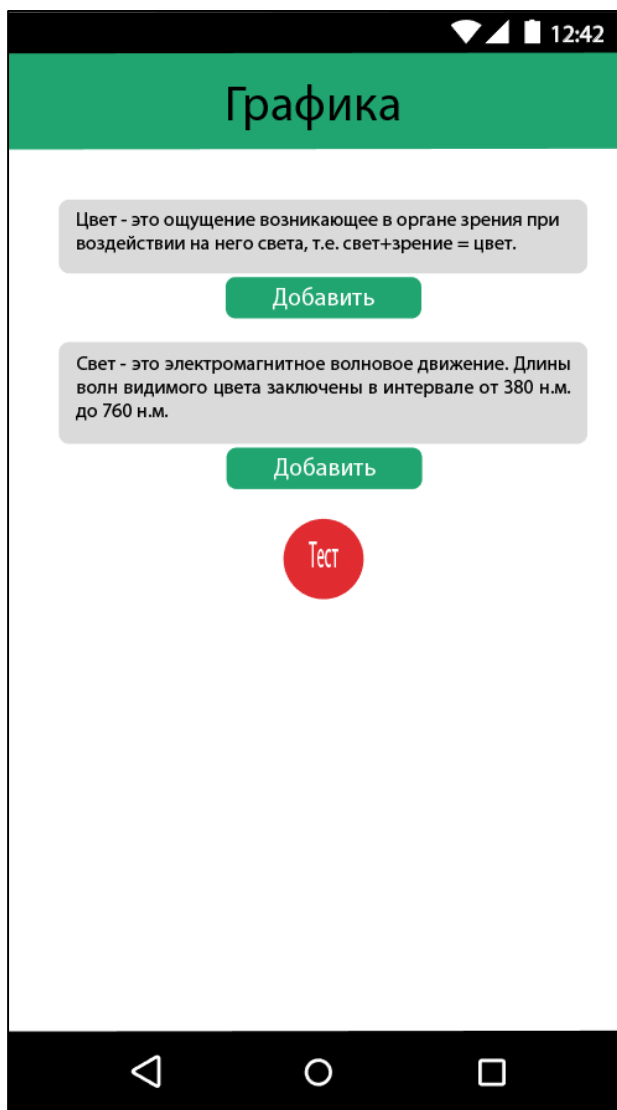 12:42
Графика
Цвет - это ощущение возникающее в органе зрения при
воздействии на него света, т.е. свет+зрение = цвет.
Добавить
Свет - это электромагнитное волновое движение. Длины
волн видимого цвета заключены в интервале от 380 н.м.
до 760 н.м.
Добавить
Тест